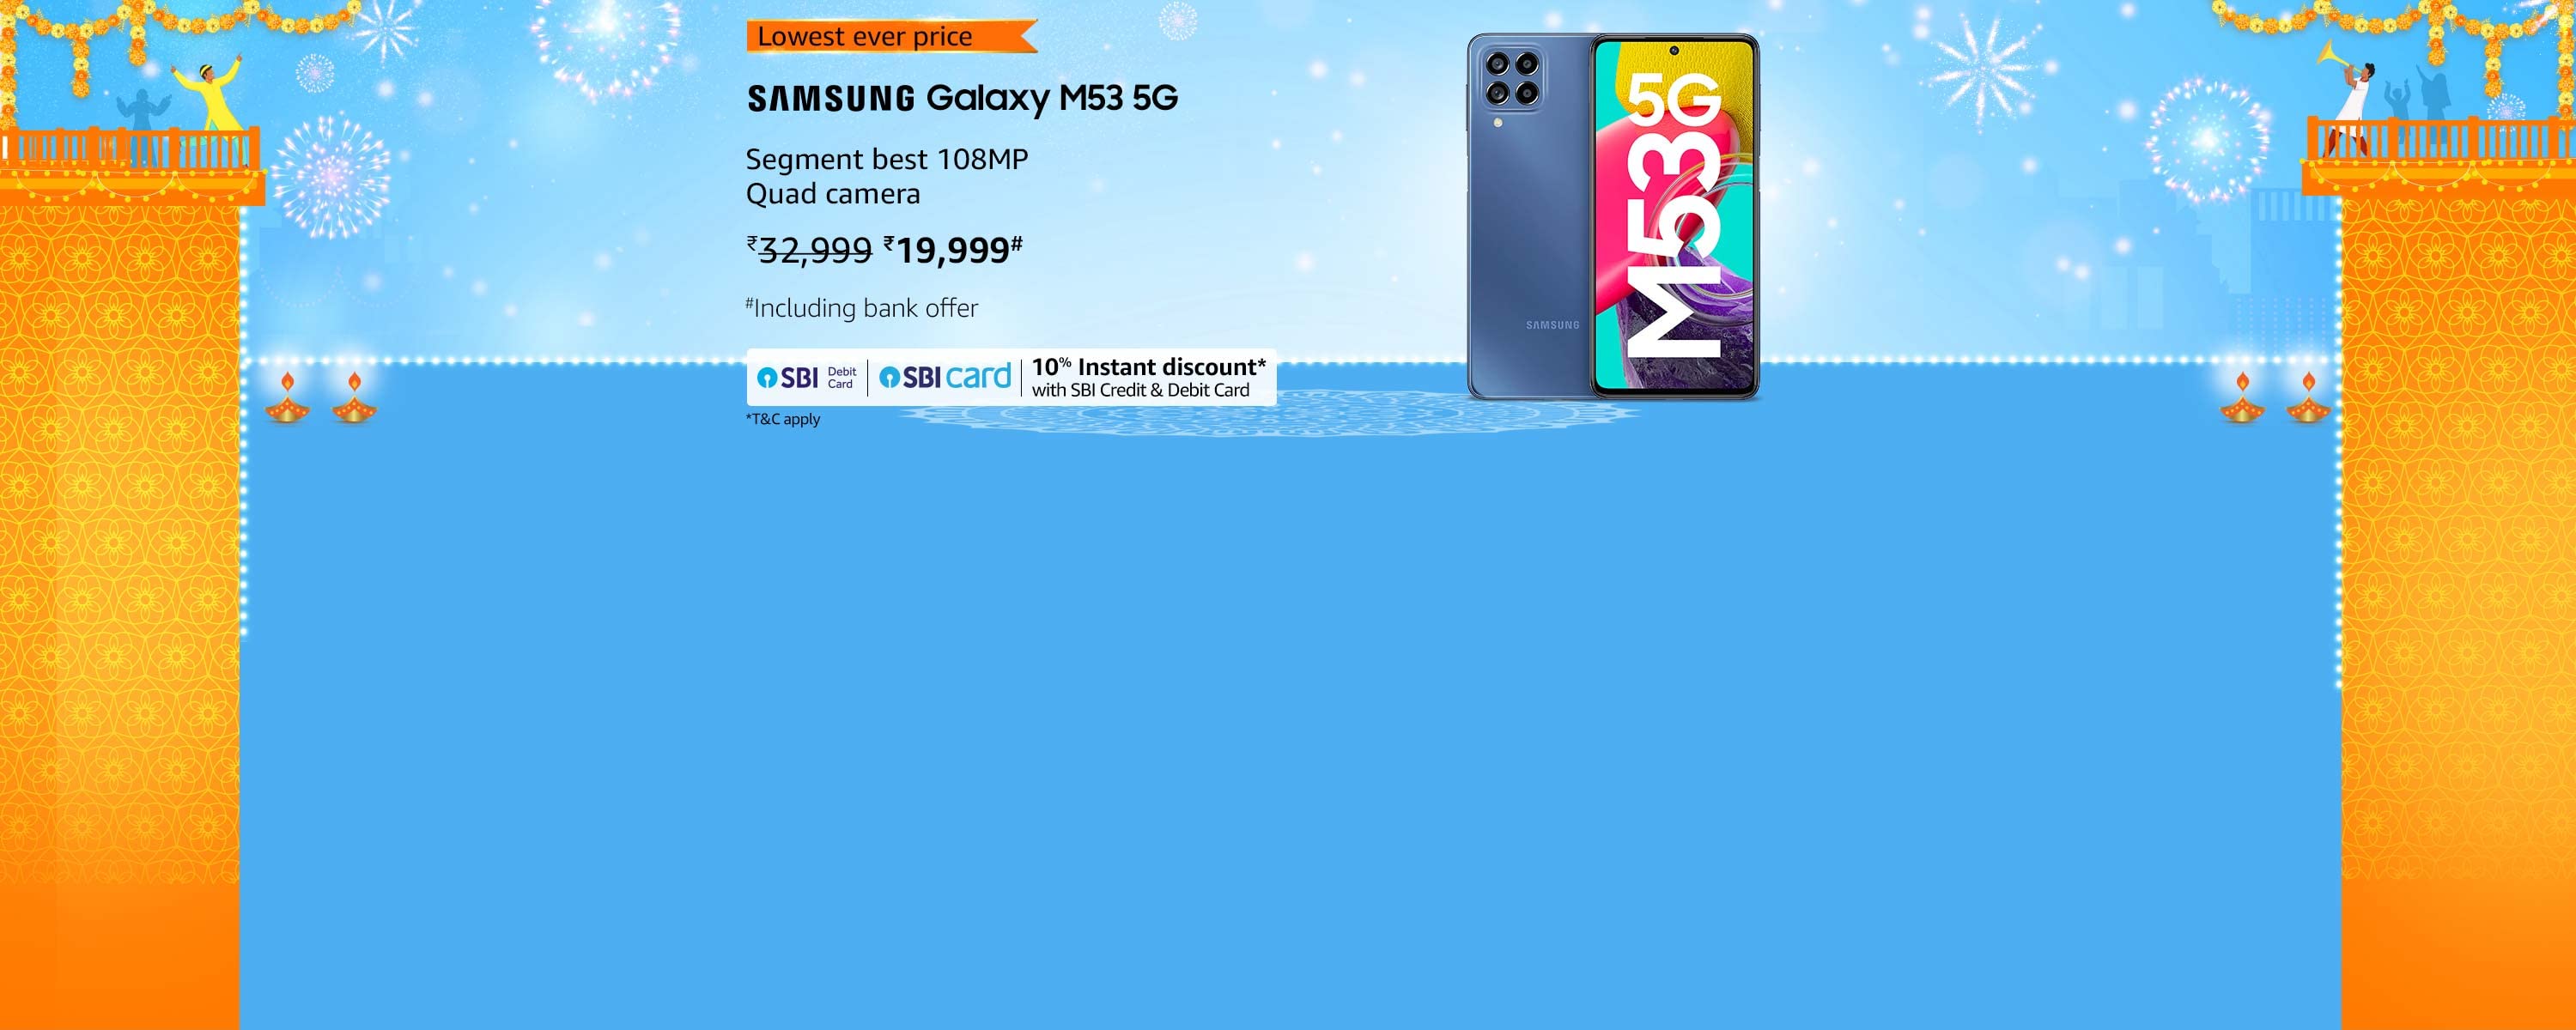 Lowest ever price
SAMSUNG Galaxy M53 5G
Segment best 108MP
Quad camera
₹32,999 ₹19,999#
#Including bank offer
SBI Debit Card | SBI card | 10% Instant discount*
with SBI Credit & Debit Card
*T&C apply
SAMSUNG
M53 5G